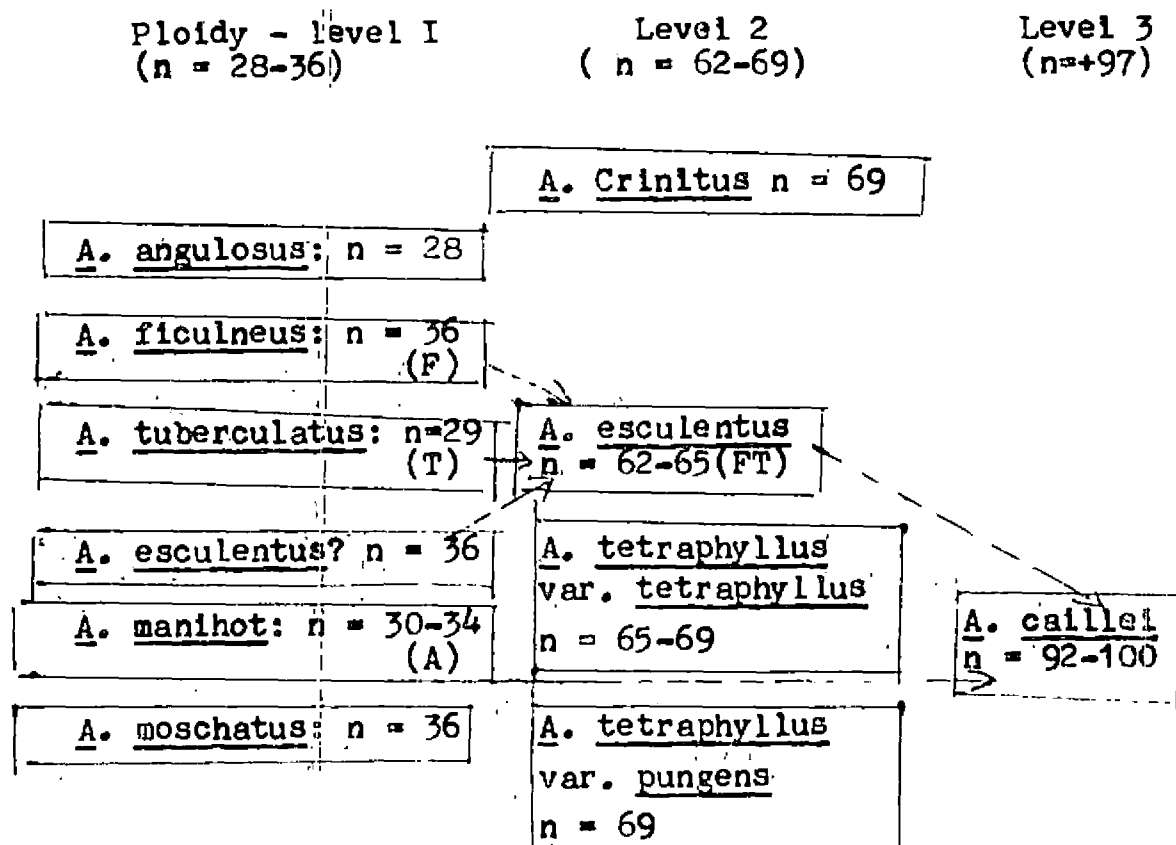 Ploidy - level I
(n = 28-36)
Level 2
( n = 62-69)
Level 3
(n=+97)
A. Crinitus n = 69
A. angulosus: n = 28
A. ficulneus: n = 36
(F)
A. tuberculatus: n=29
(T)
A. esculentus
n = 62-65(FT)
A. esculentus? n = 36
A. tetraphyllus
var. tetraphyllus
n = 65-69
A. manihot: n = 30-34
(A)
A. caillei
n = 92-100
A. moschatus: n = 36
A. tetraphyllus
var. pungens
n = 69